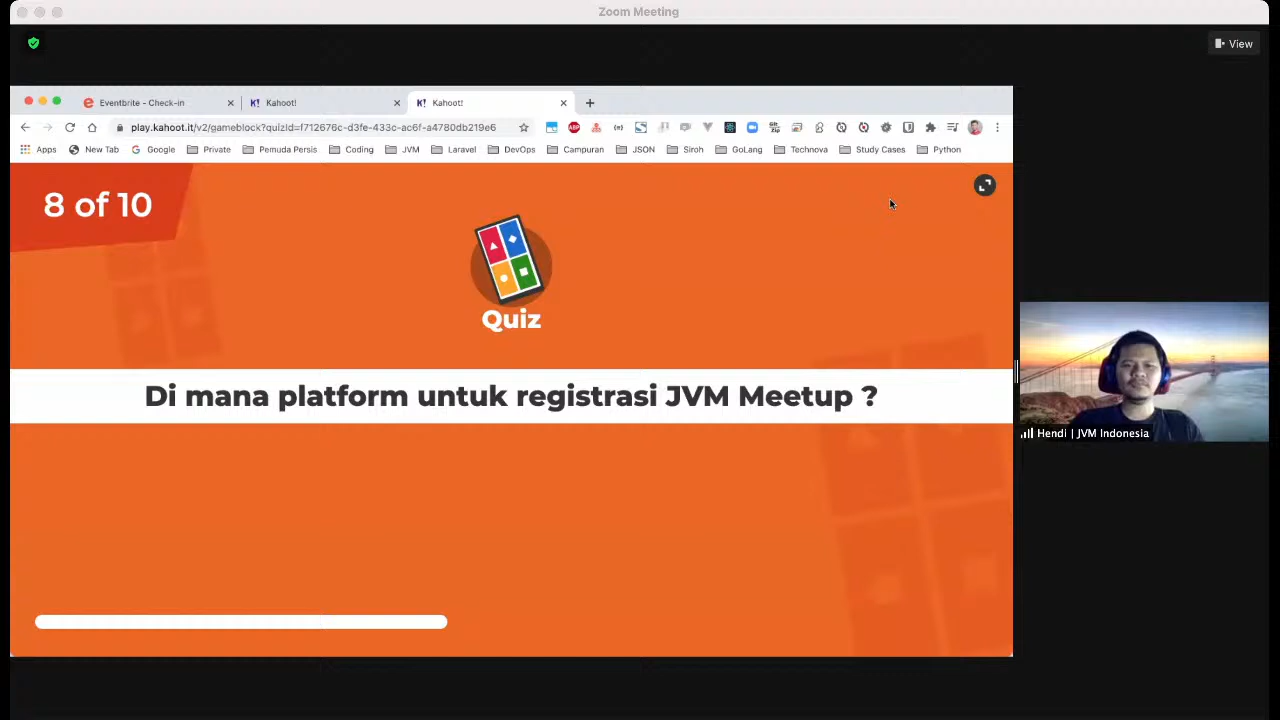 Zoom Meeting
View
Eventbrite - Check-in
K! Kahoot!
K! Kahoot!
play.kahoot.it/v2/gameblock?quizId=f712676c-d3fe-433c-ac6f-a4780db219e6
Apps New Tab Google Private Pemuda Persis Coding JVM Laravel DevOps Campuran JSON Siroh GoLang Technova Study Cases Python
8 of 10
Quiz
Di mana platform untuk registrasi JVM Meetup ?
Hendi | JVM Indonesia